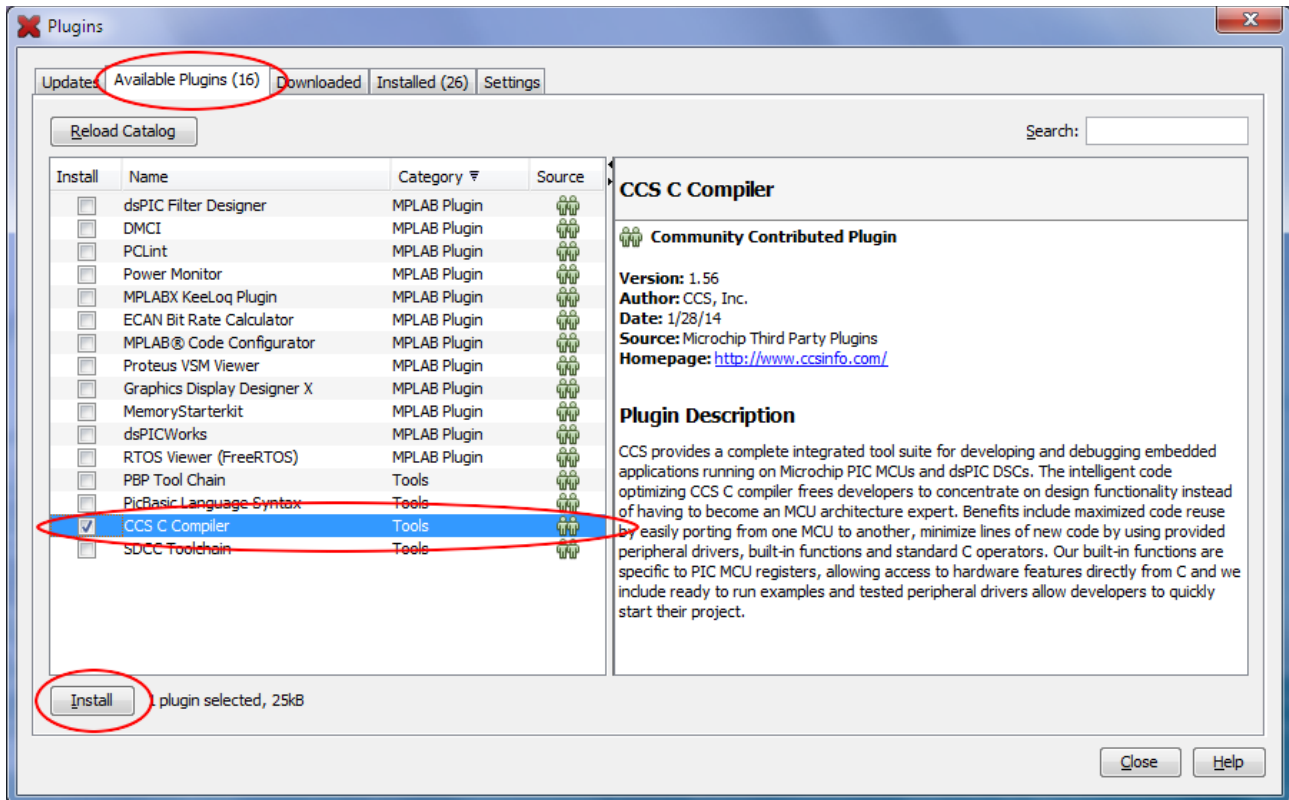 Plugins
Updates Available Plugins (16) Downloaded Installed (26) Settings
Reload Catalog Search:
Install Name Category Source
dsPIC Filter Designer MPLAB Plugin
DMCI MPLAB Plugin
PCLint MPLAB Plugin
Power Monitor MPLAB Plugin
MPLABX KeeLoq Plugin MPLAB Plugin
ECAN Bit Rate Calculator MPLAB Plugin
MPLAB® Code Configurator MPLAB Plugin
Proteus VSM Viewer MPLAB Plugin
Graphics Display Designer X MPLAB Plugin
MemoryStarterkit MPLAB Plugin
dsPICWorks MPLAB Plugin
RTOS Viewer (FreeRTOS) MPLAB Plugin
PBP Tool Chain Tools
PicBasic Language Syntax Tools
CCS C Compiler Tools
SDCC Toolchain Tools
CCS C Compiler
Community Contributed Plugin
Version: 1.56
Author: CCS, Inc.
Date: 1/28/14
Source: Microchip Third Party Plugins
Homepage: http://www.ccsinfo.com/
Plugin Description
CCS provides a complete integrated tool suite for developing and debugging embedded
applications running on Microchip PIC MCUs and dsPIC DSCs. The intelligent code
optimizing CCS C compiler frees developers to concentrate on design functionality instead
of having to become an MCU architecture expert. Benefits include maximized code reuse
by easily porting from one MCU to another, minimize lines of new code by using provided
peripheral drivers, built-in functions and standard C operators. Our built-in functions are
specific to PIC MCU registers, allowing access to hardware features directly from C and we
include ready to run examples and tested peripheral drivers allow developers to quickly
start their project.
Install 1 plugin selected, 25kB
Close Help